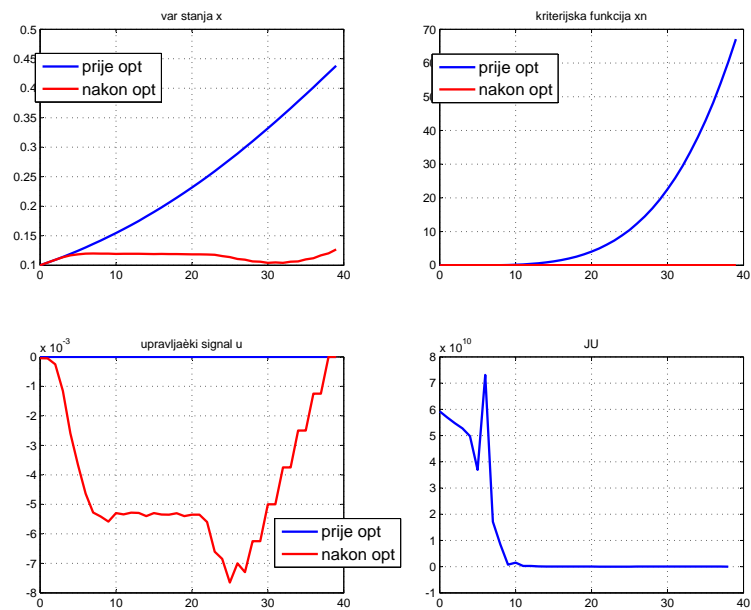 var stanja x
0.5
0.45
0.4
0.35
0.3
0.25
0.2
0.15
0.1
0 10 20 30 40
prije opt
nakon opt
kriterijska funkcija xn
70
60
50
40
30
20
10
0
0 10 20 30 40
prije opt
nakon opt
upravljaèki signal u
x 10-3
0
-1
-2
-3
-4
-5
-6
-7
-8
0 10 20 30 40
prije opt
nakon opt
JU
x 1010
8
7
6
5
4
3
2
1
0
-1
0 10 20 30 40